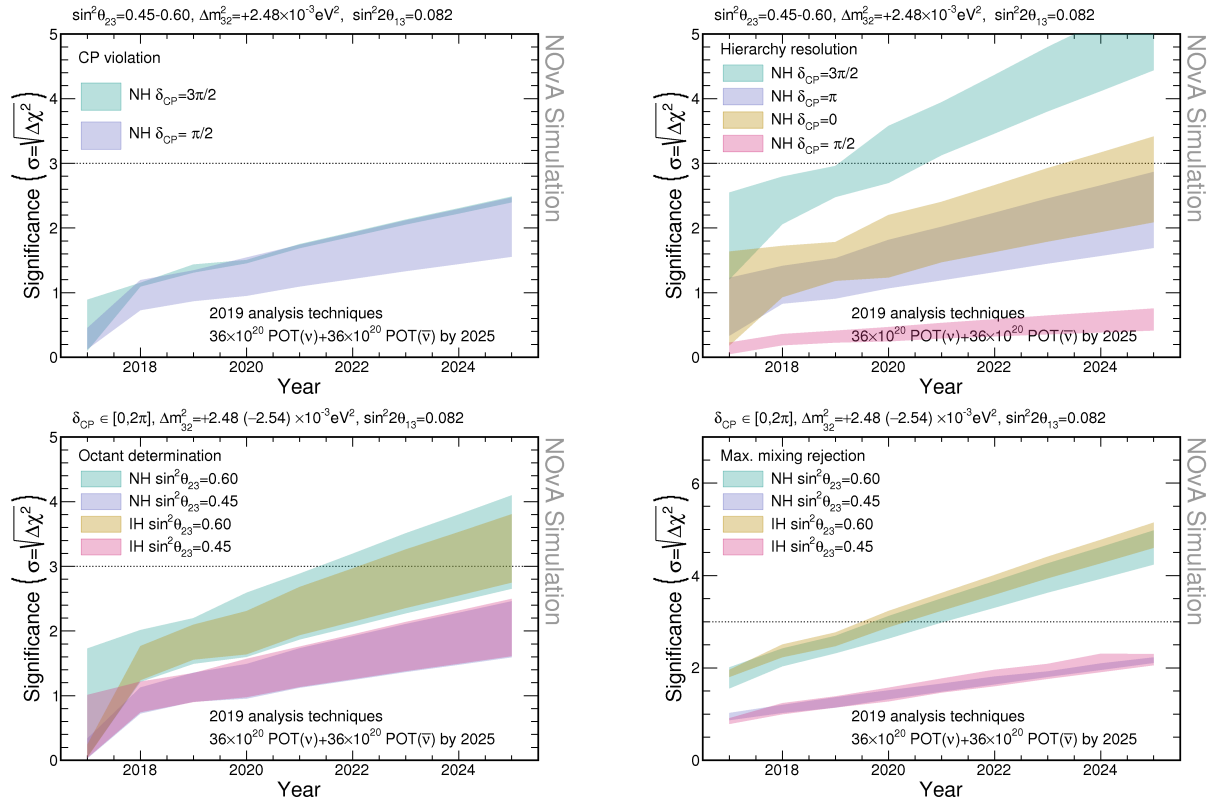 sin²θ₂₃=0.45-0.60, Δm²₃₂=+2.48×10⁻³eV², sin²2θ₁₃=0.082
CP violation
NH δ_CP=3π/2
NH δ_CP= π/2
5
4
3
2
1
0
Significance (σ=√Δχ²)
2019 analysis techniques
36×10²⁰ POT(ν)+36×10²⁰ POT(ν̅) by 2025
2018 2020 2022 2024
Year
NOvA Simulation
sin²θ₂₃=0.45-0.60, Δm²₃₂=+2.48×10⁻³eV², sin²2θ₁₃=0.082
Hierarchy resolution
NH δ_CP=3π/2
NH δ_CP=π
NH δ_CP=0
NH δ_CP= π/2
5
4
3
2
1
0
Significance (σ=√Δχ²)
2019 analysis techniques
36×10²⁰ POT(ν)+36×10²⁰ POT(ν̅) by 2025
2018 2020 2022 2024
Year
NOvA Simulation
δ_CP ∈ [0,2π], Δm²₃₂=+2.48 (−2.54) ×10⁻³eV², sin²2θ₁₃=0.082
Octant determination
NH sin²θ₂₃=0.60
NH sin²θ₂₃=0.45
IH sin²θ₂₃=0.60
IH sin²θ₂₃=0.45
5
4
3
2
1
0
Significance (σ=√Δχ²)
2019 analysis techniques
36×10²⁰ POT(ν)+36×10²⁰ POT(ν̅) by 2025
2018 2020 2022 2024
Year
NOvA Simulation
δ_CP ∈ [0,2π], Δm²₃₂=+2.48 (−2.54) ×10⁻³eV², sin²2θ₁₃=0.082
Max. mixing rejection
NH sin²θ₂₃=0.60
NH sin²θ₂₃=0.45
IH sin²θ₂₃=0.60
IH sin²θ₂₃=0.45
6
4
2
0
Significance (σ=√Δχ²)
2019 analysis techniques
36×10²⁰ POT(ν)+36×10²⁰ POT(ν̅) by 2025
2018 2020 2022 2024
Year
NOvA Simulation